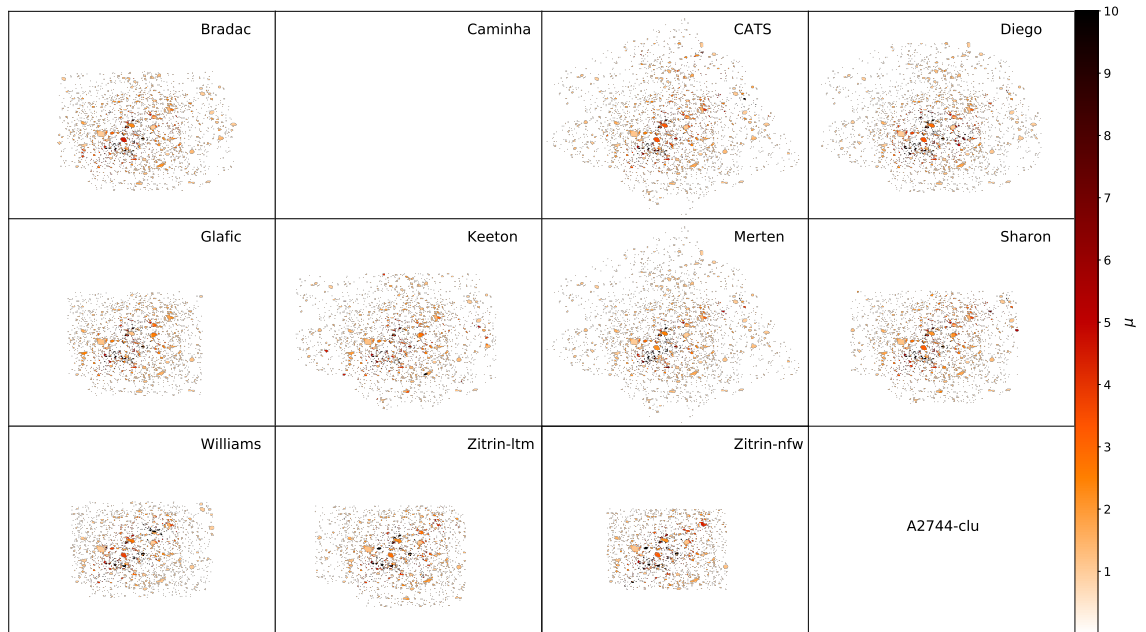 Bradac
Caminha
CATS
Diego
Glafic
Keeton
Merten
Sharon
Williams
Zitrin-ltm
Zitrin-nfw
A2744-clu
10
9
8
7
6
5
4
3
2
1
μ